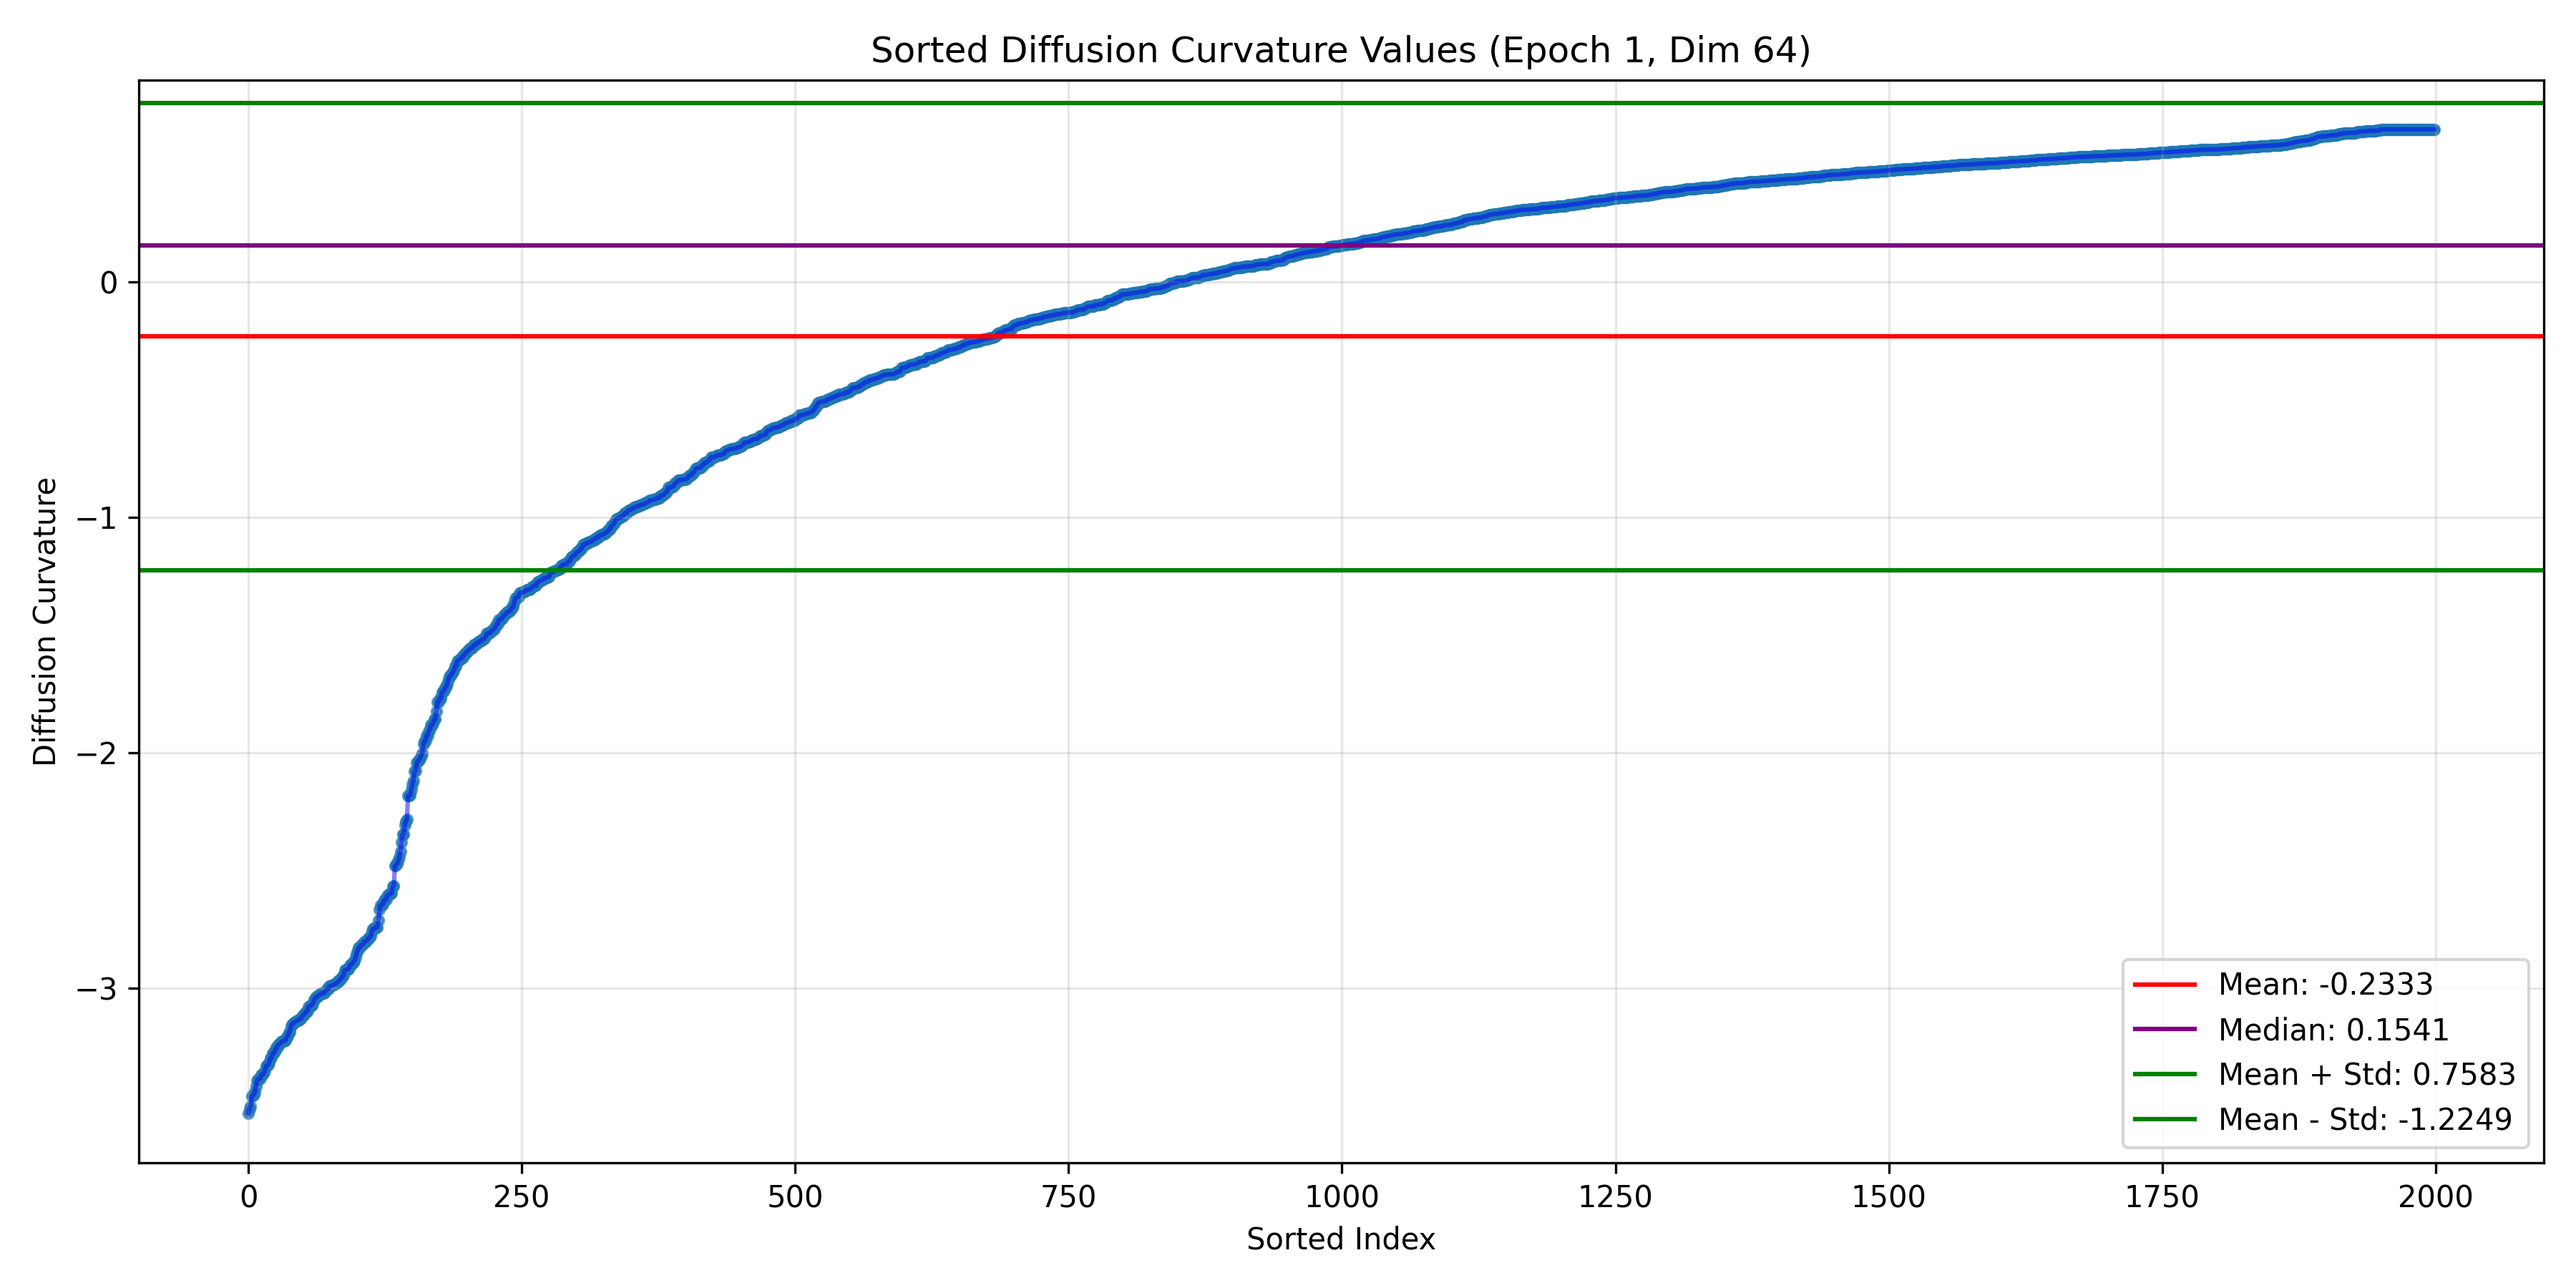 Sorted Diffusion Curvature Values (Epoch 1, Dim 64)
Diffusion Curvature
0
−1
−2
−3
Mean: -0.2333
Median: 0.1541
Mean + Std: 0.7583
Mean - Std: -1.2249
0 250 500 750 1000 1250 1500 1750 2000
Sorted Index